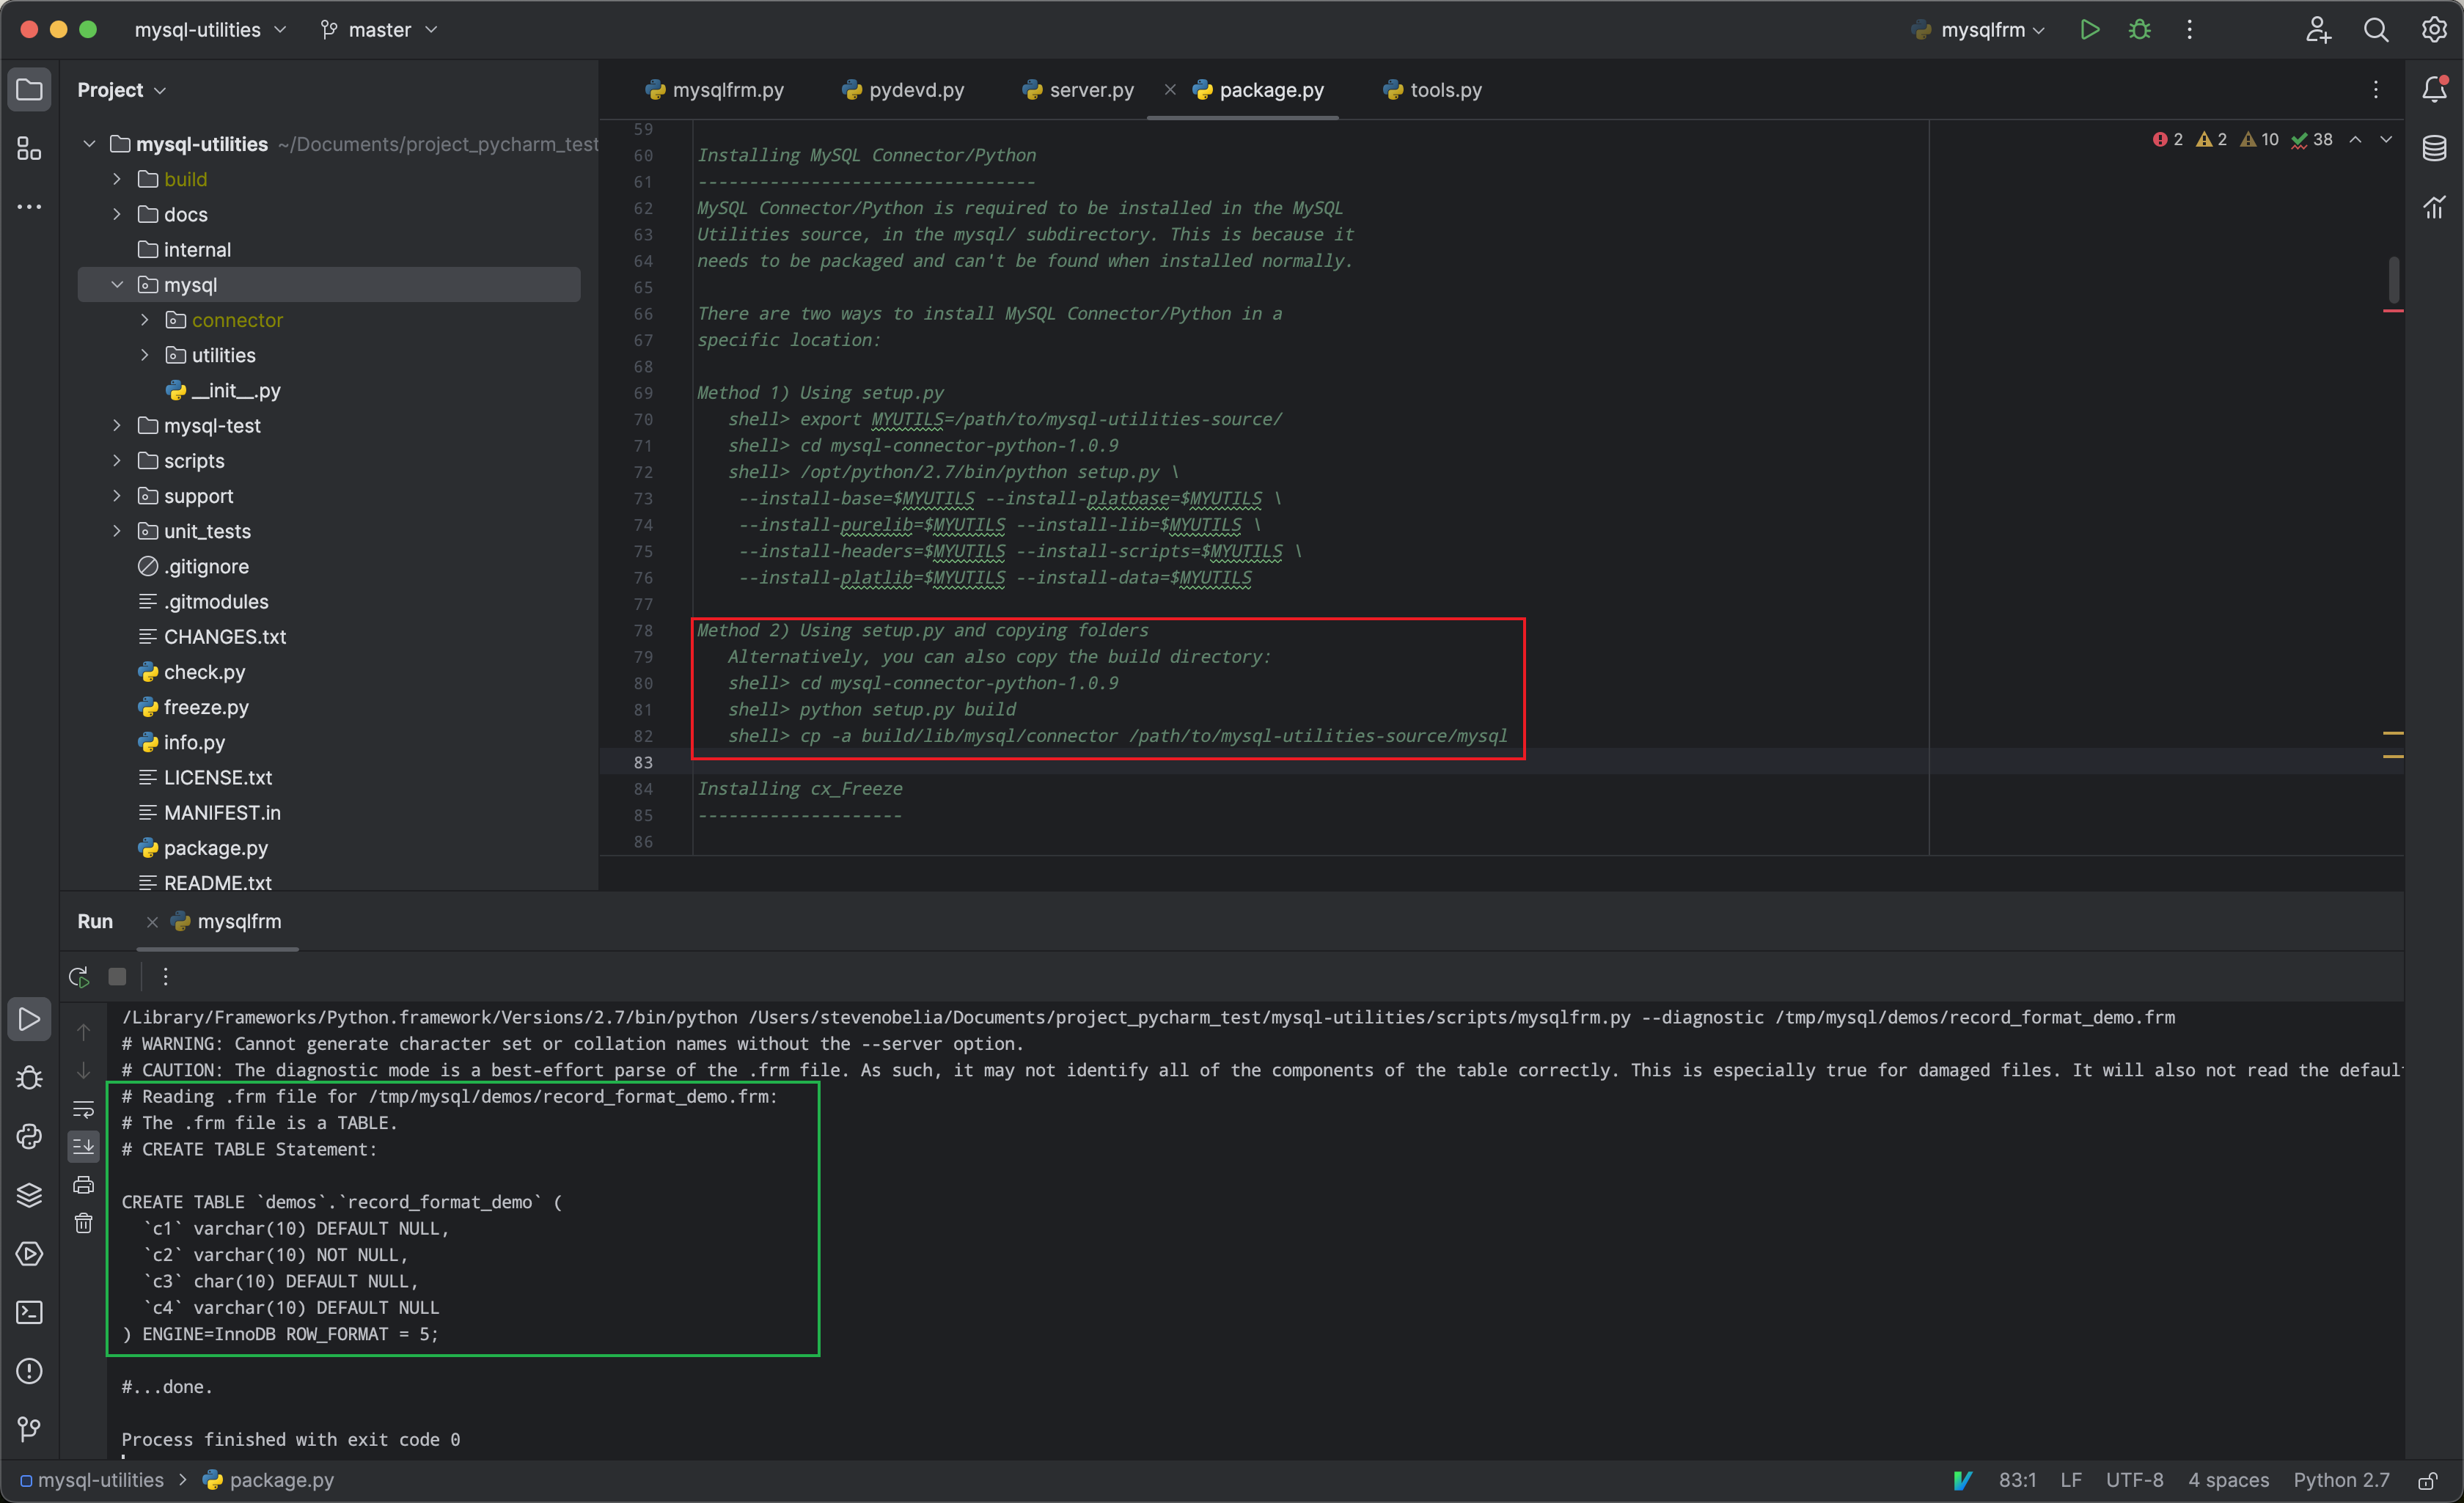 mysql-utilities
master
mysqlfrm
Project
mysqlfrm.py
pydevd.py
server.py
package.py
tools.py
mysql-utilities ~/Documents/project_pycharm_test
build
docs
internal
mysql
connector
utilities
__init__.py
mysql-test
scripts
support
unit_tests
.gitignore
.gitmodules
CHANGES.txt
check.py
freeze.py
info.py
LICENSE.txt
MANIFEST.in
package.py
README.txt
2 2 10 38
59
60 Installing MySQL Connector/Python
61 ---------------------------------
62 MySQL Connector/Python is required to be installed in the MySQL
63 Utilities source, in the mysql/ subdirectory. This is because it
64 needs to be packaged and can't be found when installed normally.
65
66 There are two ways to install MySQL Connector/Python in a
67 specific location:
68
69 Method 1) Using setup.py
70 shell> export MYUTILS=/path/to/mysql-utilities-source/
71 shell> cd mysql-connector-python-1.0.9
72 shell> /opt/python/2.7/bin/python setup.py \
73 --install-base=$MYUTILS --install-platbase=$MYUTILS \
74 --install-purelib=$MYUTILS --install-lib=$MYUTILS \
75 --install-headers=$MYUTILS --install-scripts=$MYUTILS \
76 --install-platlib=$MYUTILS --install-data=$MYUTILS
77
78 Method 2) Using setup.py and copying folders
79 Alternatively, you can also copy the build directory:
80 shell> cd mysql-connector-python-1.0.9
81 shell> python setup.py build
82 shell> cp -a build/lib/mysql/connector /path/to/mysql-utilities-source/mysql
83
84 Installing cx_Freeze
85 --------------------
86
Run
mysqlfrm
/Library/Frameworks/Python.framework/Versions/2.7/bin/python /Users/stevenobelia/Documents/project_pycharm_test/mysql-utilities/scripts/mysqlfrm.py --diagnostic /tmp/mysql/demos/record_format_demo.frm
# WARNING: Cannot generate character set or collation names without the --server option.
# CAUTION: The diagnostic mode is a best-effort parse of the .frm file. As such, it may not identify all of the components of the table correctly. This is especially true for damaged files. It will also not read the defaul
# Reading .frm file for /tmp/mysql/demos/record_format_demo.frm:
# The .frm file is a TABLE.
# CREATE TABLE Statement:
CREATE TABLE `demos`.`record_format_demo` (
`c1` varchar(10) DEFAULT NULL,
`c2` varchar(10) NOT NULL,
`c3` char(10) DEFAULT NULL,
`c4` varchar(10) DEFAULT NULL
) ENGINE=InnoDB ROW_FORMAT = 5;
#...done.
Process finished with exit code 0
mysql-utilities > package.py
83:1 LF UTF-8 4 spaces Python 2.7